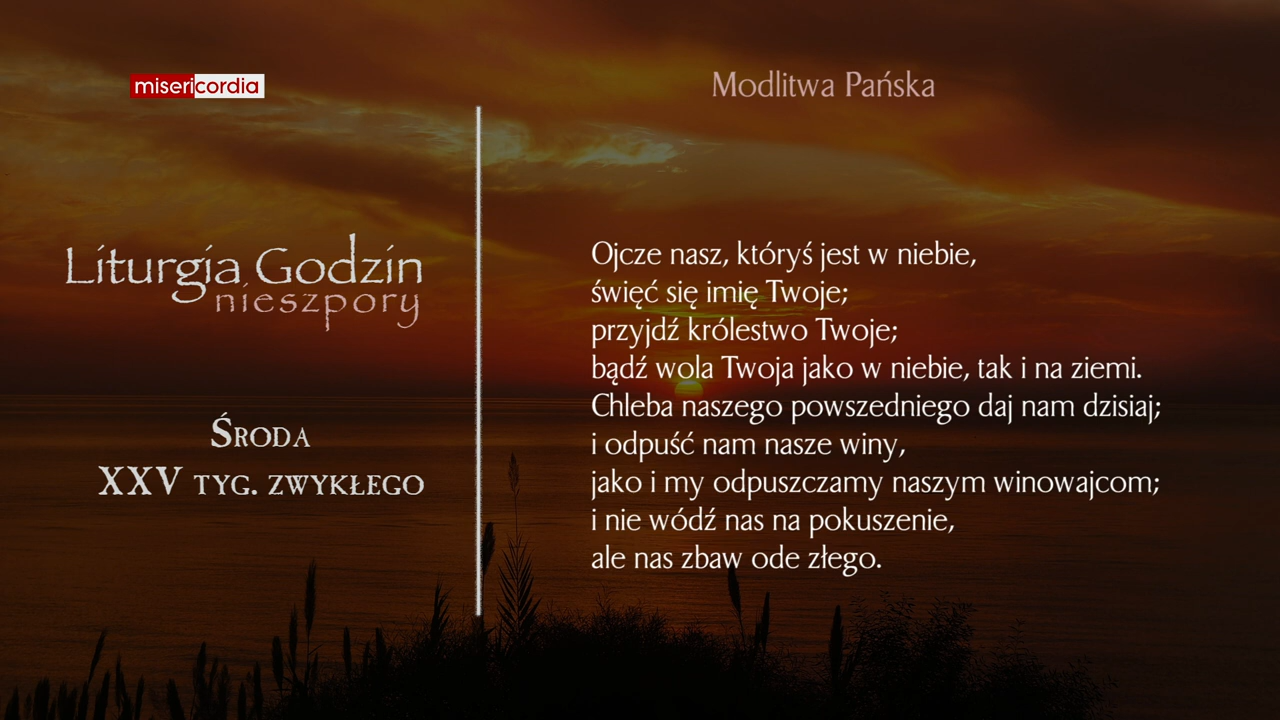 misericordia
Liturgia Godzin
nieszpory
Środa
XXV tyg. zwykłego
Modlitwa Pańska
Ojcze nasz, któryś jest w niebie,
święć się imię Twoje;
przyjdź królestwo Twoje;
bądź wola Twoja jako w niebie, tak i na ziemi.
Chleba naszego powszedniego daj nam dzisiaj;
i odpuść nam nasze winy,
jako i my odpuszczamy naszym winowajcom;
i nie wódź nas na pokuszenie,
ale nas zbaw ode złego.